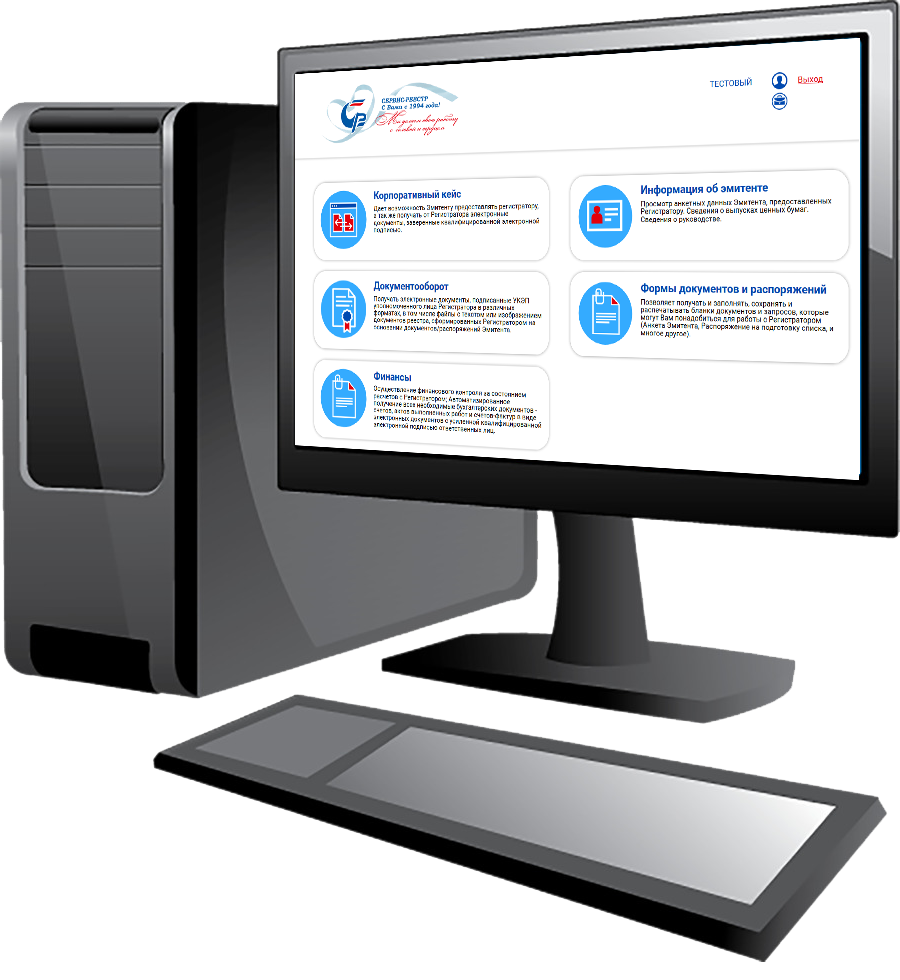 СЕРВИС-РЕЕСТР
С Вами с 1994 года!
ТЕСТОВЫЙ
Выход
Корпоративный кейс
Дает возможность Эмитенту предоставлять регистратору,
а так же получать от Регистратора электронные
документы, заверенные квалифицированной электронной
подписью.
Информация об эмитенте
Просмотр анкетных данных Эмитента, предоставленных
Регистратору. Сведения о выпусках ценных бумаг.
Сведения о руководстве.
Документооборот
Получать электронные документы, подписанные УКЭП
уполномоченного лица Регистратора в различных
форматах, в том числе файлы с текстом или изображением
документов реестра, сформированных Регистратором на
основании документов/распоряжений Эмитента.
Формы документов и распоряжений
Позволяет получать и заполнять, сохранять и
распечатывать бланки документов и запросов, которые
могут Вам понадобиться для работы с Регистратором
(Анкета Эмитента, Распоряжение на подготовку списка, и
многое другое).
Финансы
Осуществление финансового контроля за состоянием
расчетов с Регистратором; Автоматизированное
получение всех необходимые бухгалтерских документов -
счетов, актов выполненных работ и счетов-фактур в виде
электронных документов с усиленной квалифицированной
электронной подписью ответственных лиц.